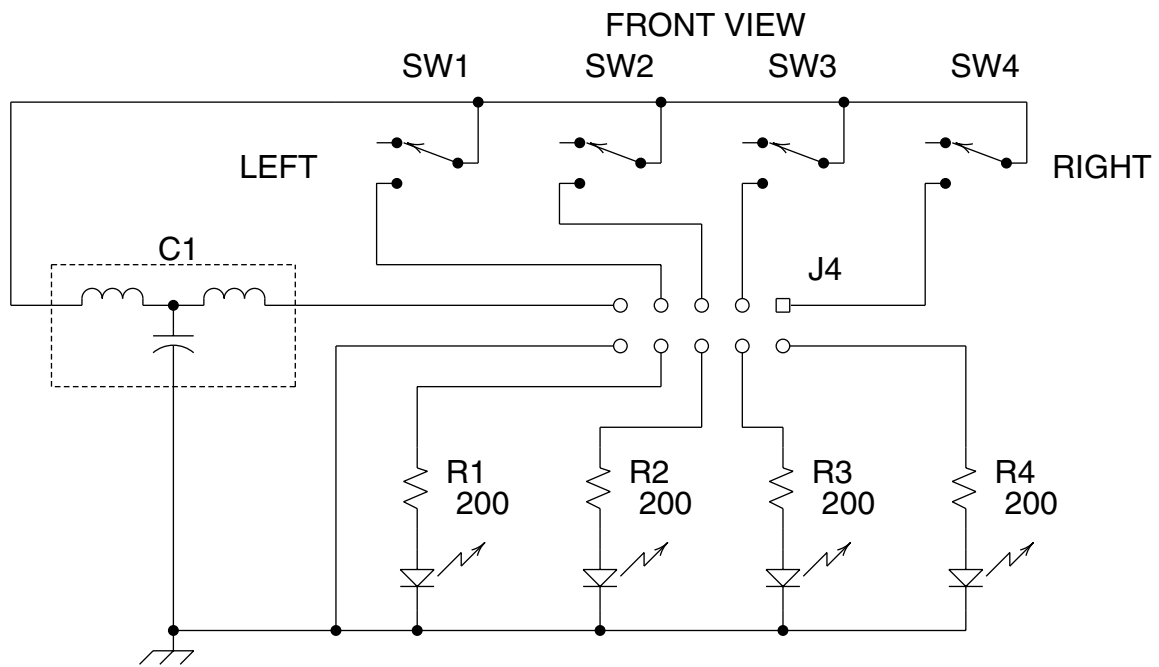 FRONT VIEW
SW1
SW2
SW3
SW4
LEFT
RIGHT
C1
J4
R1
200
R2
200
R3
200
R4
200